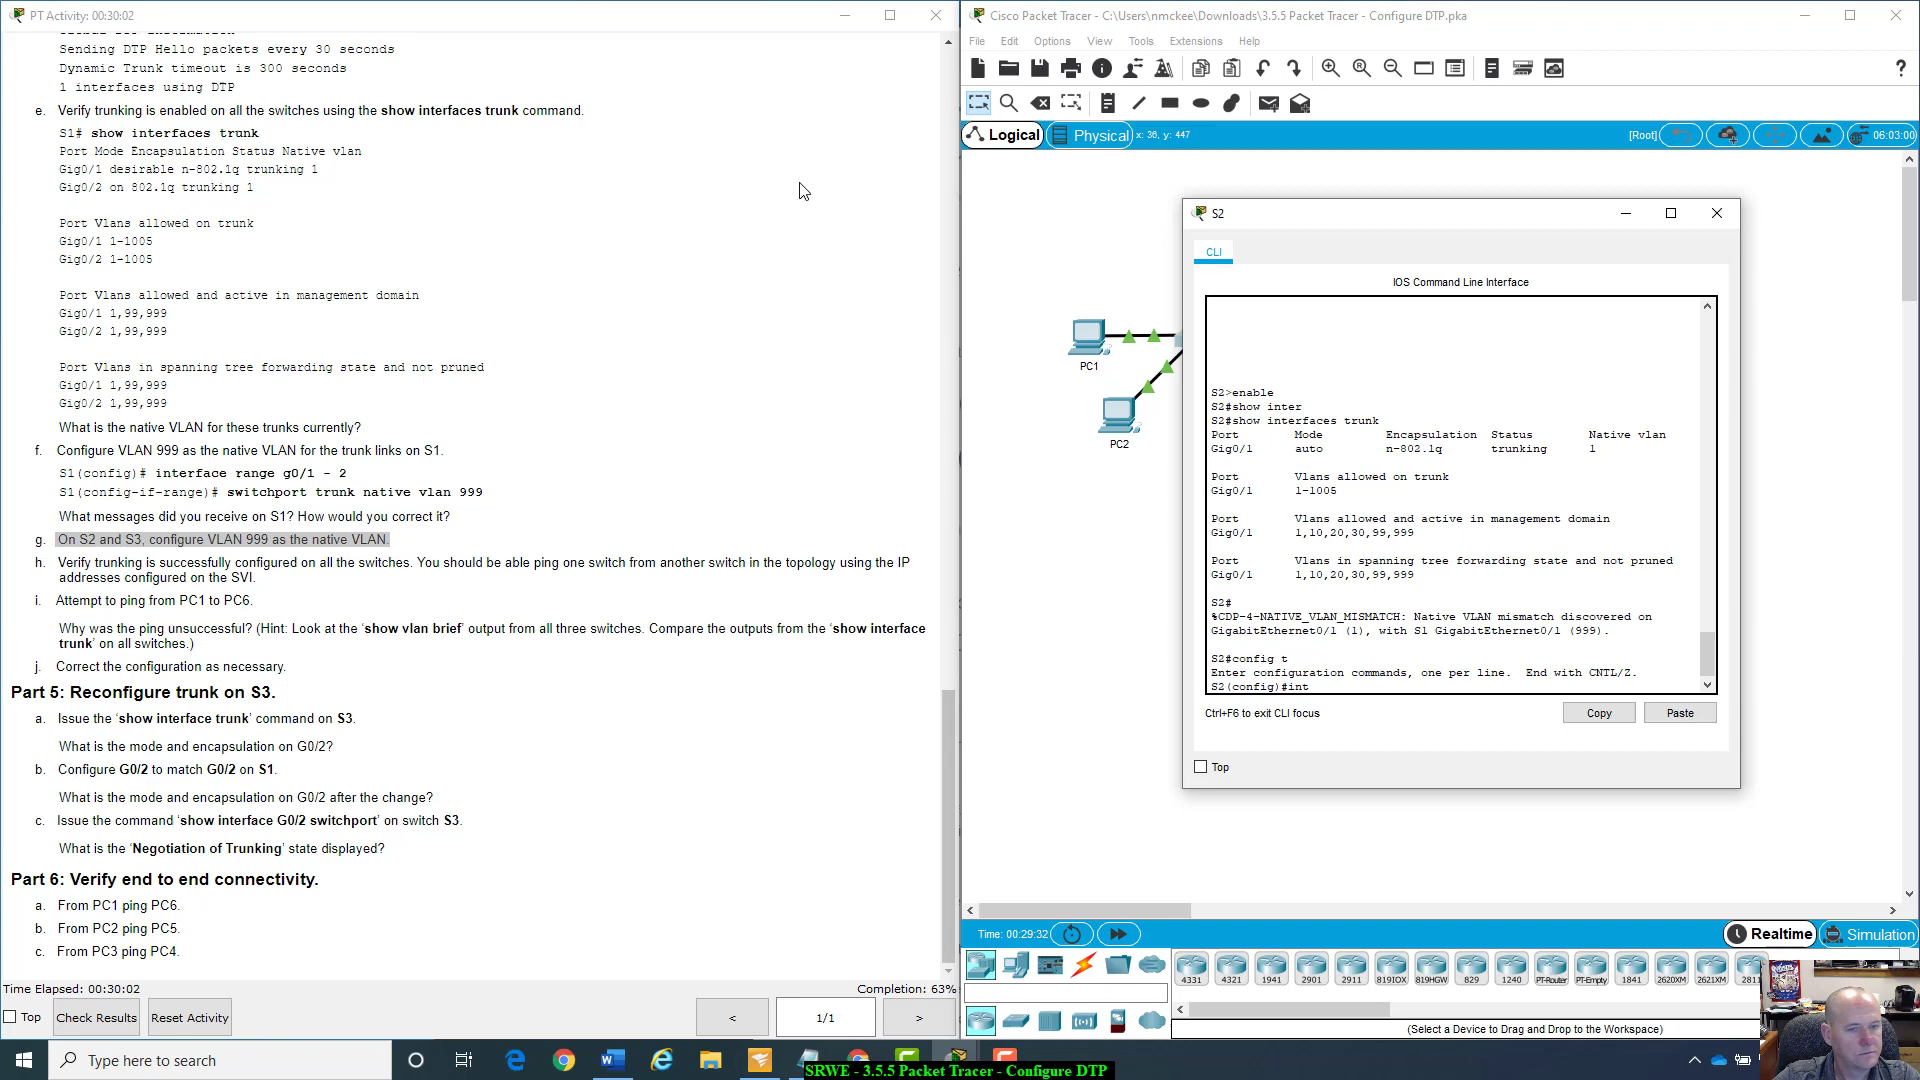 PT Activity: 00:30:02
Sending DTP Hello packets every 30 seconds
Dynamic Trunk timeout is 300 seconds
1 interfaces using DTP
e. Verify trunking is enabled on all the switches using the show interfaces trunk command.
S1# show interfaces trunk
Port Mode Encapsulation Status Native vlan
Gig0/1 desirable n-802.1q trunking 1
Gig0/2 on 802.1q trunking 1
Port Vlans allowed on trunk
Gig0/1 1-1005
Gig0/2 1-1005
Port Vlans allowed and active in management domain
Gig0/1 1,99,999
Gig0/2 1,99,999
Port Vlans in spanning tree forwarding state and not pruned
Gig0/1 1,99,999
Gig0/2 1,99,999
What is the native VLAN for these trunks currently?
f. Configure VLAN 999 as the native VLAN for the trunk links on S1.
S1(config)# interface range g0/1 - 2
S1(config-if-range)# switchport trunk native vlan 999
What messages did you receive on S1? How would you correct it?
g. On S2 and S3, configure VLAN 999 as the native VLAN.
h. Verify trunking is successfully configured on all the switches. You should be able ping one switch from another switch in the topology using the IP
addresses configured on the SVI.
i. Attempt to ping from PC1 to PC6.
Why was the ping unsuccessful? (Hint: Look at the ‘show vlan brief’ output from all three switches. Compare the outputs from the ‘show interface
trunk’ on all switches.)
j. Correct the configuration as necessary.
Part 5: Reconfigure trunk on S3.
a. Issue the ‘show interface trunk’ command on S3.
What is the mode and encapsulation on G0/2?
b. Configure G0/2 to match G0/2 on S1.
What is the mode and encapsulation on G0/2 after the change?
c. Issue the command ‘show interface G0/2 switchport’ on switch S3.
What is the ‘Negotiation of Trunking’ state displayed?
Part 6: Verify end to end connectivity.
a. From PC1 ping PC6.
b. From PC2 ping PC5.
c. From PC3 ping PC4.
Time Elapsed: 00:30:02
Completion: 63%
Top
Check Results
Reset Activity
<
1/1
>
Cisco Packet Tracer - C:\Users\nmckee\Downloads\3.5.5 Packet Tracer - Configure DTP.pka
File Edit Options View Tools Extensions Help
Logical
Physical
x: 36, y: 447
[Root]
06:03:00
PC1
PC2
S2
CLI
IOS Command Line Interface
S2>enable
S2#show inter
S2#show interfaces trunk
Port Mode Encapsulation Status Native vlan
Gig0/1 auto n-802.1q trunking 1
Port Vlans allowed on trunk
Gig0/1 1-1005
Port Vlans allowed and active in management domain
Gig0/1 1,10,20,30,99,999
Port Vlans in spanning tree forwarding state and not pruned
Gig0/1 1,10,20,30,99,999
S2#
%CDP-4-NATIVE_VLAN_MISMATCH: Native VLAN mismatch discovered on
GigabitEthernet0/1 (1), with S1 GigabitEthernet0/1 (999).
S2#config t
Enter configuration commands, one per line. End with CNTL/Z.
S2(config)#int
Ctrl+F6 to exit CLI focus
Copy
Paste
Top
Time: 00:29:32
Realtime
Simulation
4331 4321 1941 2901 2911 819IOX 819HGW 829 1240 PT-Router PT-Empty 1841 2620XM 2621XM 2811
(Select a Device to Drag and Drop to the Workspace)
Type here to search
SRWE - 3.5.5 Packet Tracer - Configure DTP